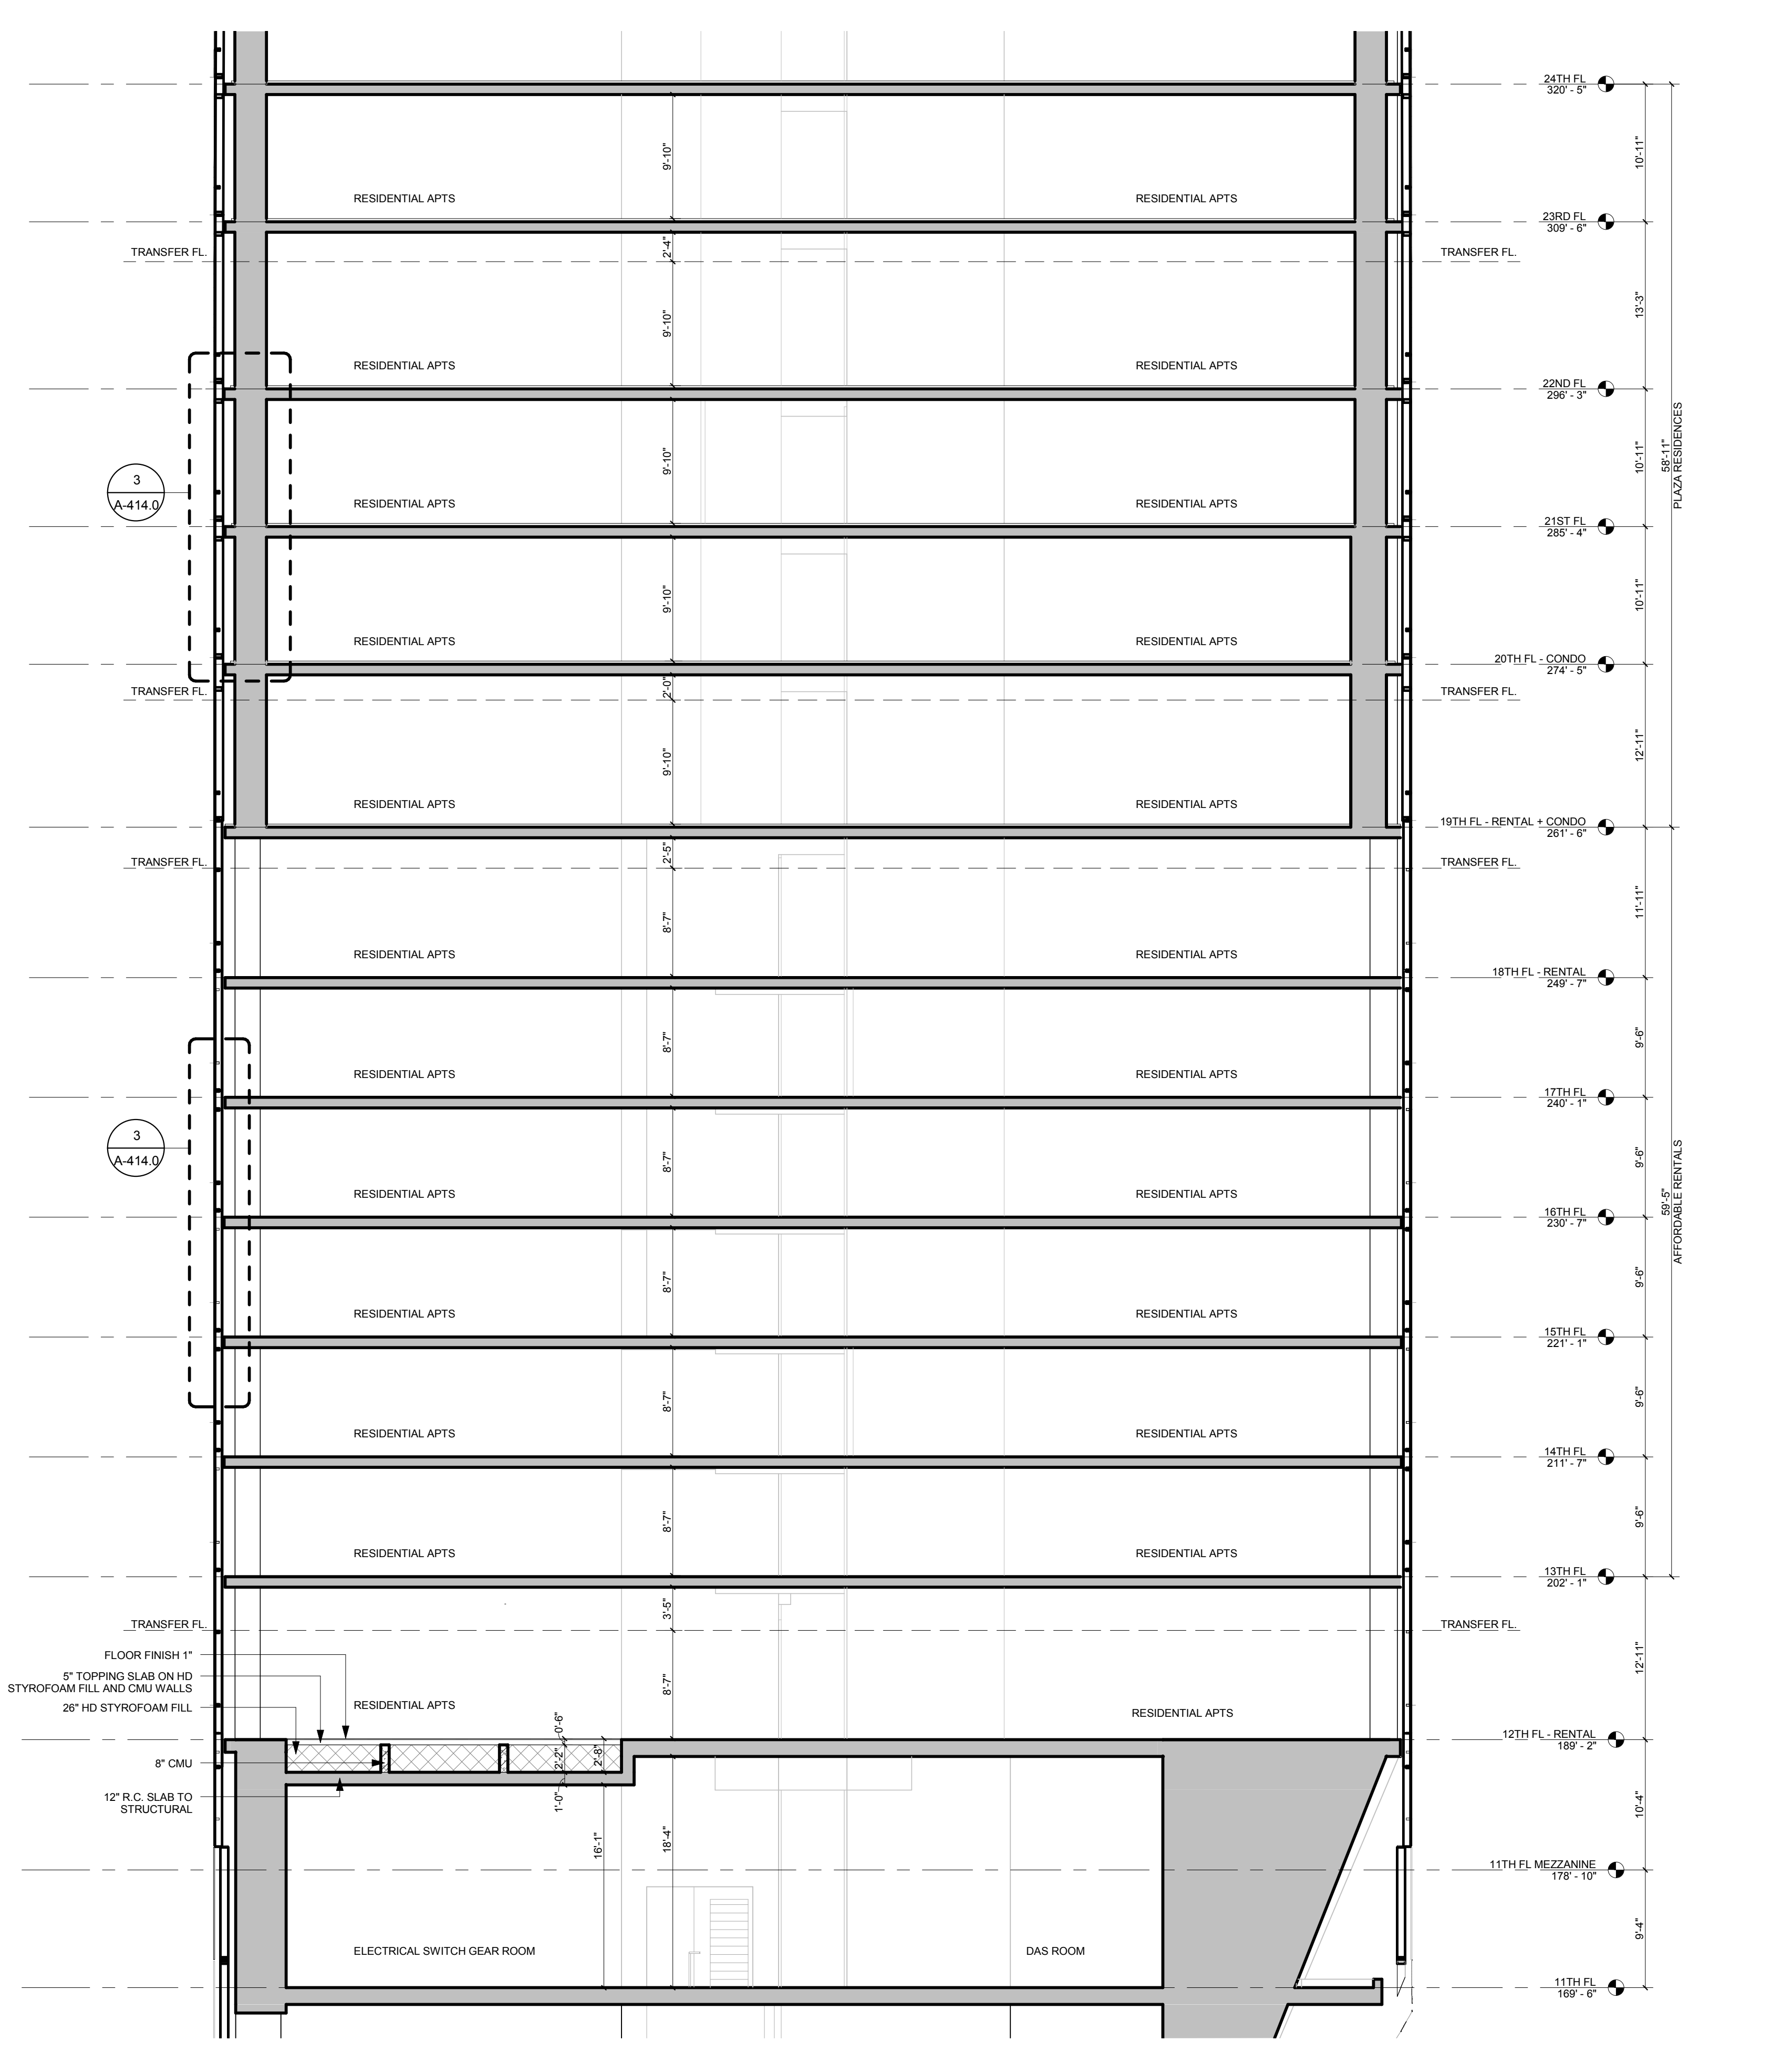 24TH FL
320' - 5"
10'-11"
9'-10"
RESIDENTIAL APTS
RESIDENTIAL APTS
23RD FL
309' - 6"
2'-4"
TRANSFER FL.
TRANSFER FL.
13'-3"
9'-10"
RESIDENTIAL APTS
RESIDENTIAL APTS
22ND FL
296' - 3"
3
A-414.0
9'-10"
10'-11"
58'-11"
PLAZA RESIDENCES
RESIDENTIAL APTS
RESIDENTIAL APTS
21ST FL
285' - 4"
9'-10"
10'-11"
RESIDENTIAL APTS
RESIDENTIAL APTS
20TH FL - CONDO
274' - 5"
2'-0"
TRANSFER FL.
TRANSFER FL.
9'-10"
12'-11"
RESIDENTIAL APTS
RESIDENTIAL APTS
19TH FL - RENTAL + CONDO
261' - 6"
2'-5"
TRANSFER FL.
TRANSFER FL.
8'-7"
11'-11"
RESIDENTIAL APTS
RESIDENTIAL APTS
18TH FL - RENTAL
249' - 7"
8'-7"
9'-6"
RESIDENTIAL APTS
RESIDENTIAL APTS
17TH FL
240' - 1"
3
A-414.0
8'-7"
9'-6"
RESIDENTIAL APTS
RESIDENTIAL APTS
59'-5"
AFFORDABLE RENTALS
16TH FL
230' - 7"
8'-7"
9'-6"
RESIDENTIAL APTS
RESIDENTIAL APTS
15TH FL
221' - 1"
8'-7"
9'-6"
RESIDENTIAL APTS
RESIDENTIAL APTS
14TH FL
211' - 7"
8'-7"
9'-6"
RESIDENTIAL APTS
RESIDENTIAL APTS
13TH FL
202' - 1"
3'-5"
TRANSFER FL.
TRANSFER FL.
12'-11"
FLOOR FINISH 1"
5" TOPPING SLAB ON HD
STYROFOAM FILL AND CMU WALLS
26" HD STYROFOAM FILL
8'-7"
RESIDENTIAL APTS
RESIDENTIAL APTS
12TH FL - RENTAL
189' - 2"
0'-6"
2'-2"
2'-8"
1'-0"
8" CMU
12" R.C. SLAB TO
STRUCTURAL
10'-4"
16'-1"
18'-4"
11TH FL MEZZANINE
178' - 10"
9'-4"
ELECTRICAL SWITCH GEAR ROOM
DAS ROOM
11TH FL
169' - 6"